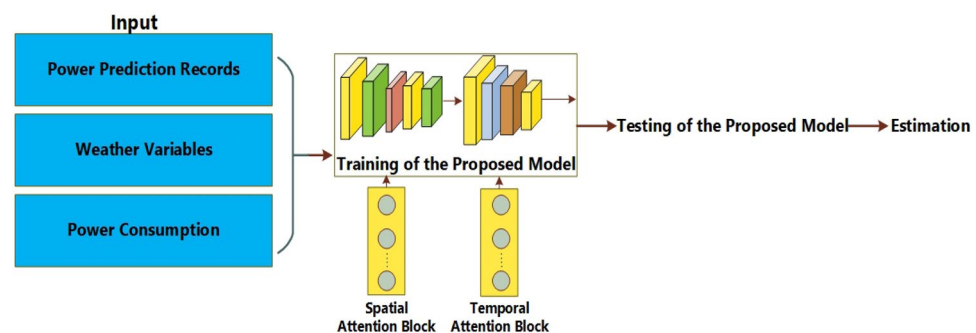 Input
Power Prediction Records
Weather Variables
Power Consumption
Training of the Proposed Model
Testing of the Proposed Model
Estimation
Spatial
Attention Block
Temporal
Attention Block